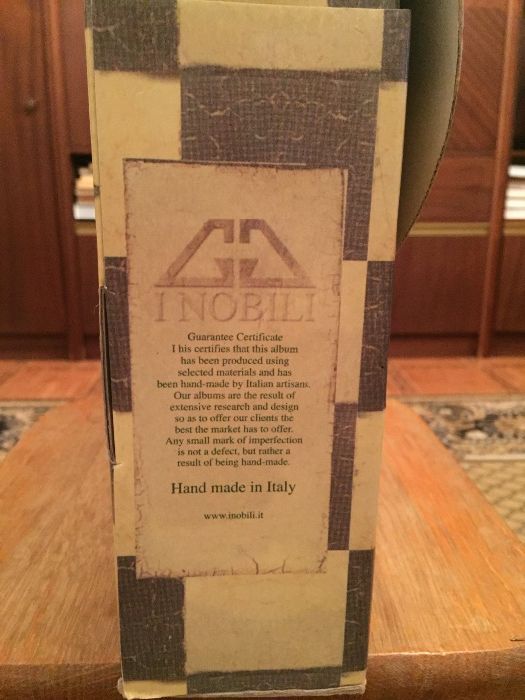 I NOBILI
Guarantee Certificate
I his certifies that this album
has been produced using
selected materials and has
been hand-made by Italian artisans.
Our albums are the result of
extensive research and design
so as to offer our clients the
best the market has to offer.
Any small mark of imperfection
is not a defect, but rather a
result of being hand-made.
Hand made in Italy
www.inobili.it